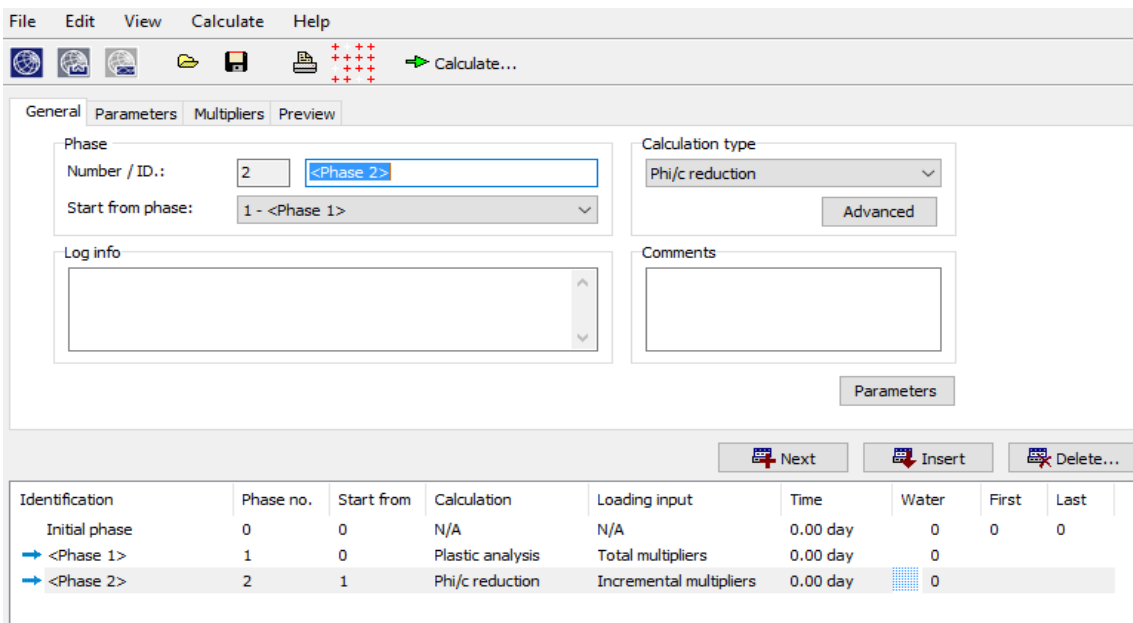 File Edit View Calculate Help
Calculate...
General Parameters Multipliers Preview
Phase
Number / ID.: 2 <Phase 2>
Start from phase: 1 - <Phase 1>
Calculation type
Phi/c reduction
Advanced
Log info
Comments
Parameters
Next Insert Delete...
Identification Phase no. Start from Calculation Loading input Time Water First Last
Initial phase 0 0 N/A N/A 0.00 day 0 0 0
<Phase 1> 1 0 Plastic analysis Total multipliers 0.00 day 0
<Phase 2> 2 1 Phi/c reduction Incremental multipliers 0.00 day 0